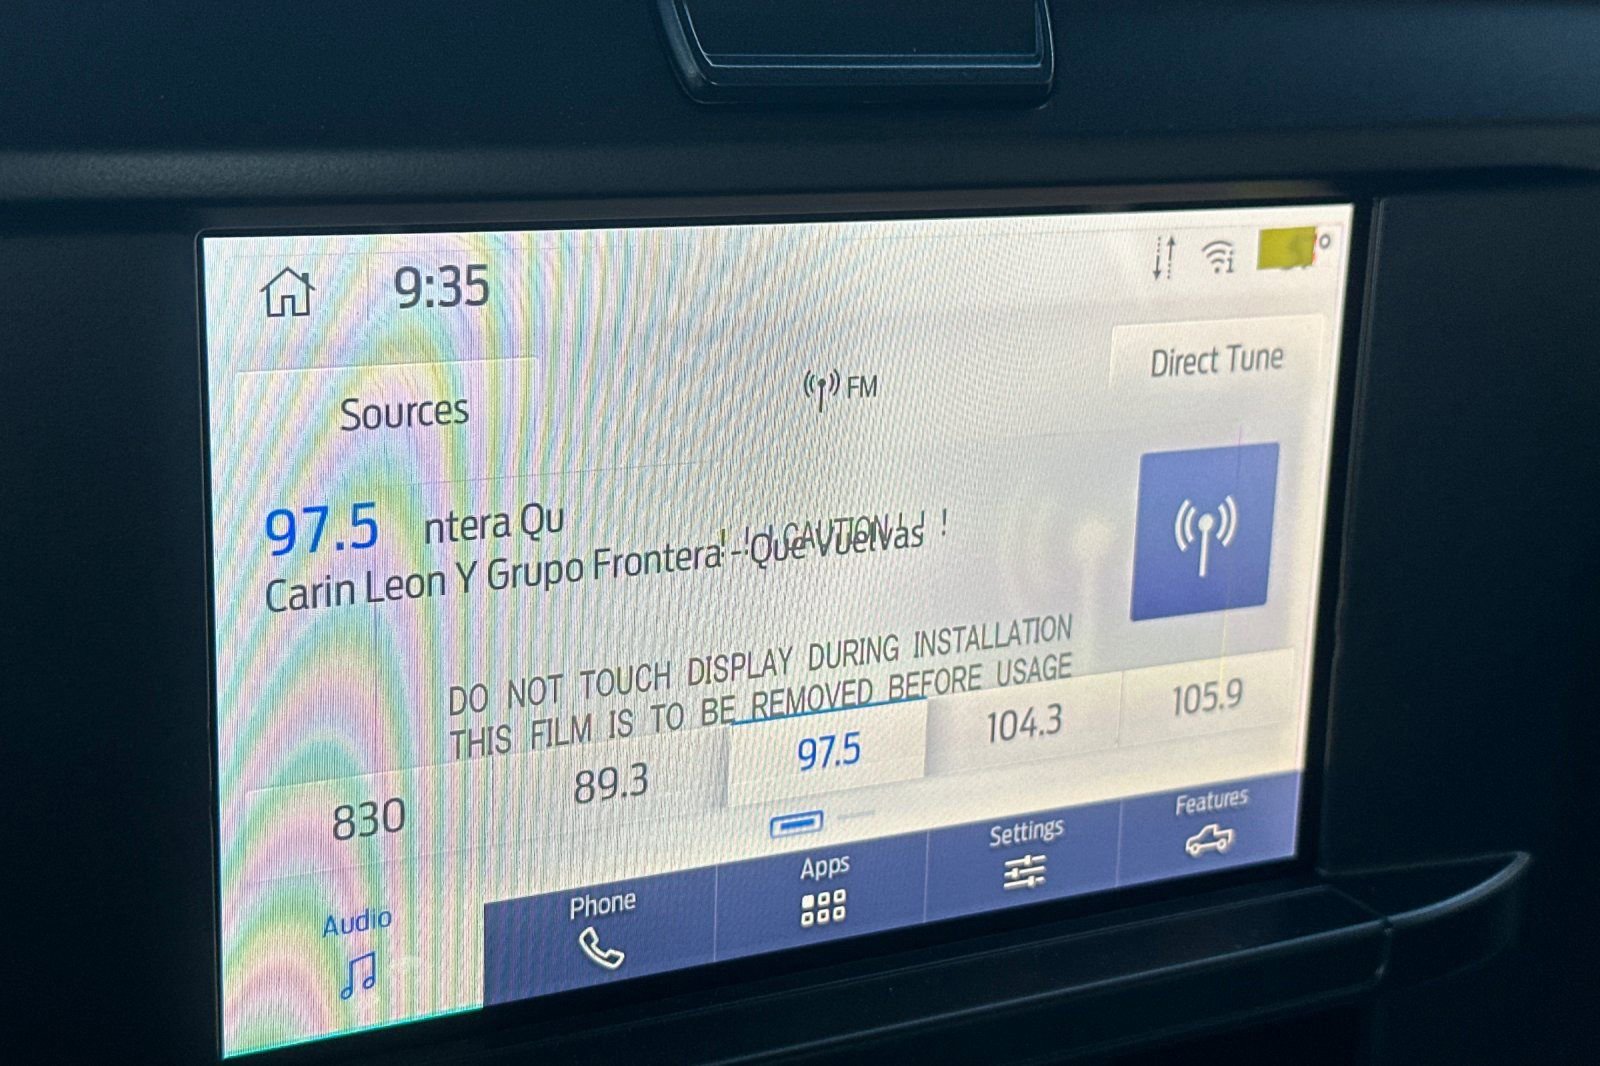 9:35
Direct Tune
FM
Sources
97.5 ntera Qu
! ! CAUTION ! !
Carin Leon Y Grupo Frontera - Que Vuelvas
DO NOT TOUCH DISPLAY DURING INSTALLATION
THIS FILM IS TO BE REMOVED BEFORE USAGE
830 89.3 97.5 104.3 105.9
Audio Phone Apps Settings Features